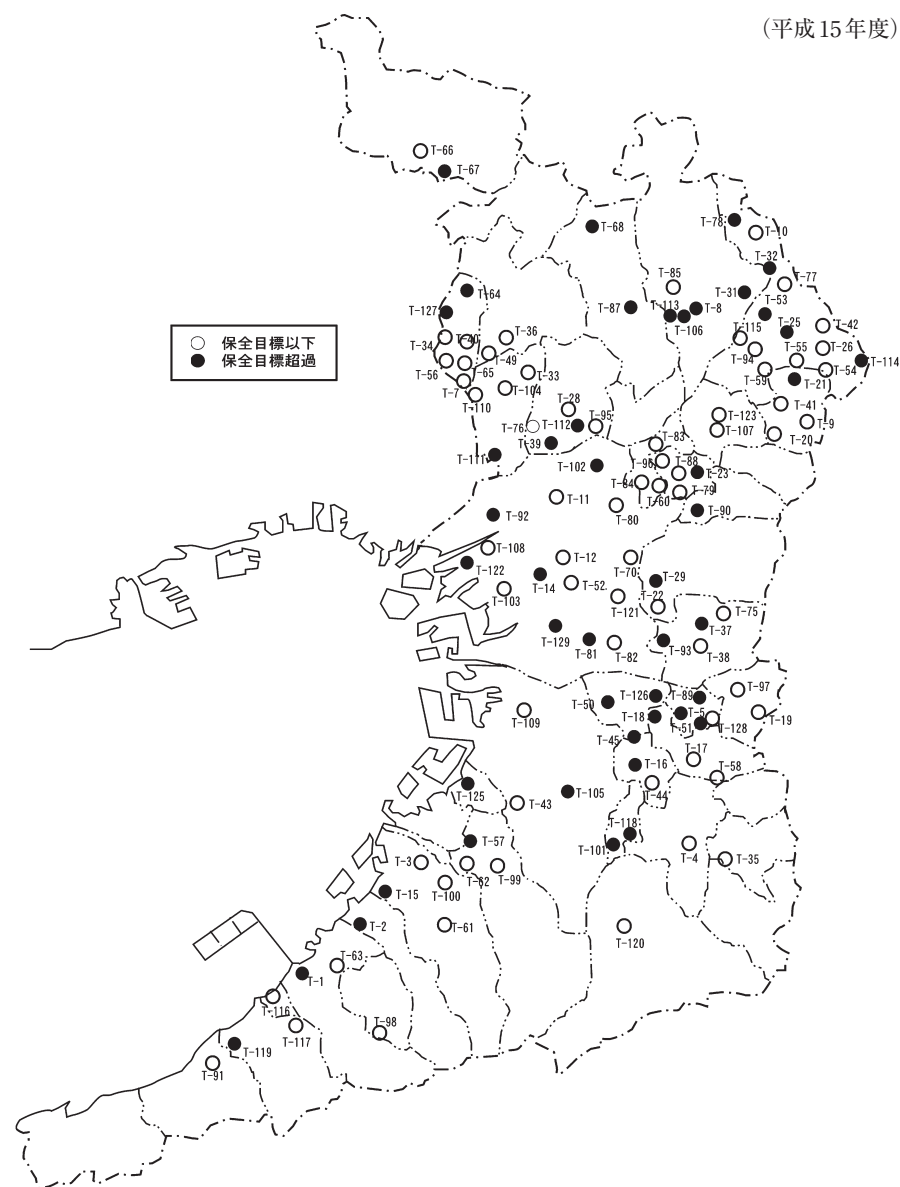 (平成15年度)
T-66
T-67
T-68
T-78
T-10
T-32
T-77
T-85
T-31
T-53
T-64
T-87
T-113
T-8
T-127
T-106
T-25
T-42
T-115
T-36
T-40
T-34
○ 保全目標以下
● 保全目標超過
T-49
T-55
T-26
T-94
T-114
T-56
T-65
T-33
T-59
T-54
T-7
T-104
T-21
T-110
T-28
T-41
T-123
T-76
T-112
T-95
T-107
T-9
T-20
T-39
T-83
T-111
T-102
T-96
T-88
T-23
T-84
T-79
T-11
T-60
T-80
T-90
T-92
T-108
T-12
T-70
T-122
T-29
T-14
T-52
T-103
T-22
T-121
T-75
T-37
T-129
T-81
T-82
T-93
T-38
T-97
T-126
T-89
T-50
T-18
T-5
T-19
T-109
T-51
T-128
T-45
T-17
T-16
T-58
T-44
T-125
T-43
T-105
T-118
T-57
T-101
T-4
T-35
T-3
T-62
T-99
T-100
T-15
T-2
T-61
T-120
T-63
T-1
T-116
T-98
T-117
T-119
T-91